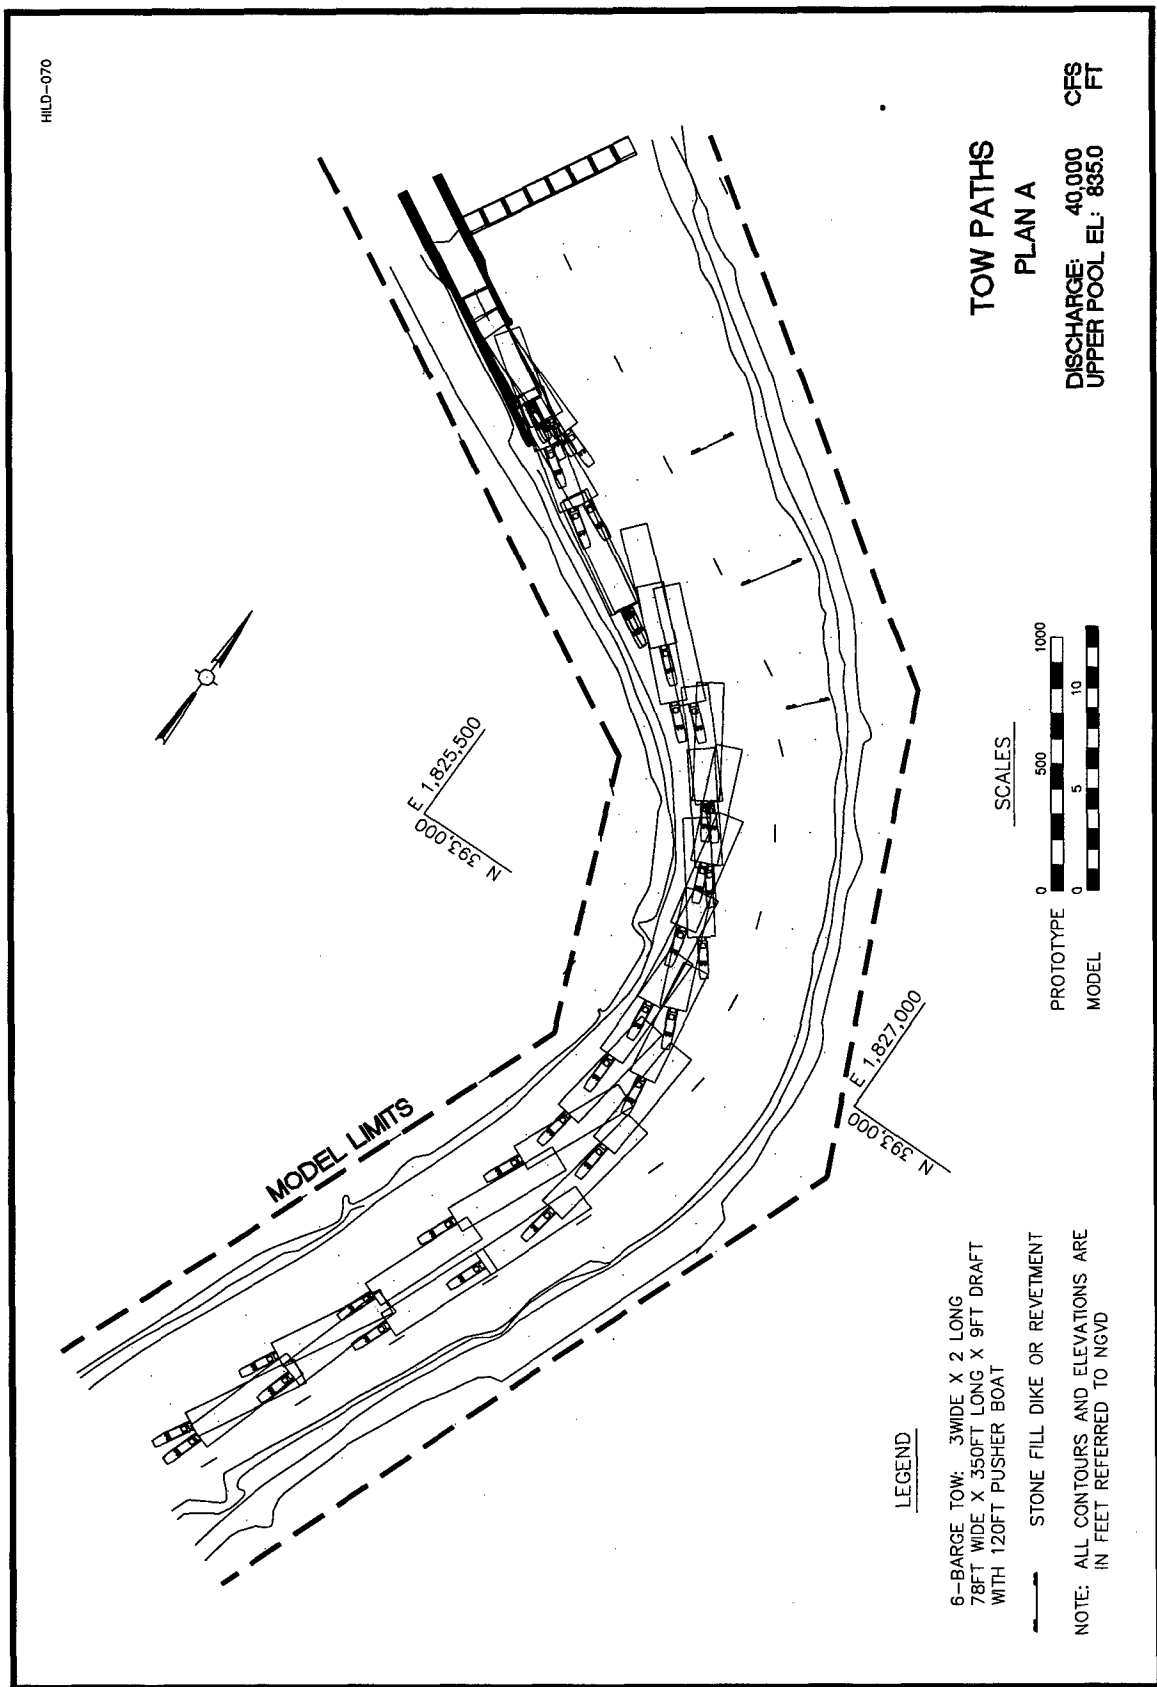 HILD-070
MODEL LIMITS
E 1,825,500
N 393,000
E 1,827,000
N 393,000
TOW PATHS
PLAN A
DISCHARGE: 40,000 CFS
UPPER POOL EL: 835.0 FT
SCALES
PROTOTYPE 0 500 1000
MODEL 0 5 10
LEGEND
6-BARGE TOW: 3WIDE X 2 LONG
78FT WIDE X 350FT LONG X 9FT DRAFT
WITH 120FT PUSHER BOAT
STONE FILL DIKE OR REVETMENT
NOTE: ALL CONTOURS AND ELEVATIONS ARE
IN FEET REFERRED TO NGVD